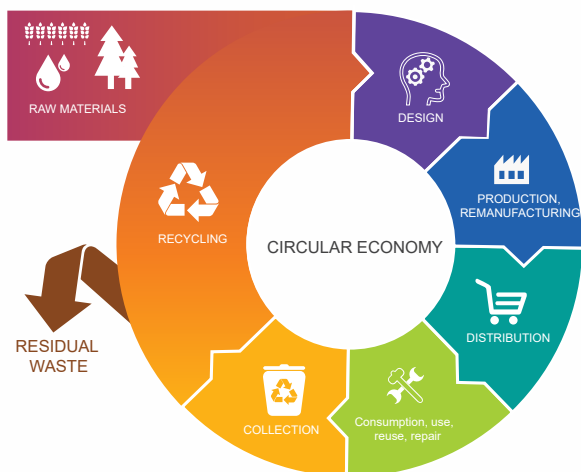 RAW MATERIALS
DESIGN
PRODUCTION,
REMANUFACTURING
RECYCLING
CIRCULAR ECONOMY
DISTRIBUTION
RESIDUAL
WASTE
COLLECTION
Consumption, use,
reuse, repair